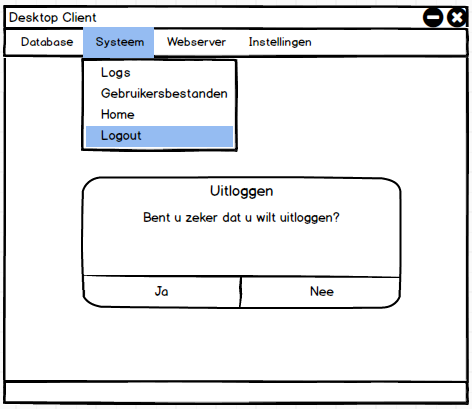 Desktop Client
Database Systeem Webserver Instellingen
Logs
Gebruikersbestanden
Home
Logout
Uitloggen
Bent u zeker dat u wilt uitloggen?
Ja Nee